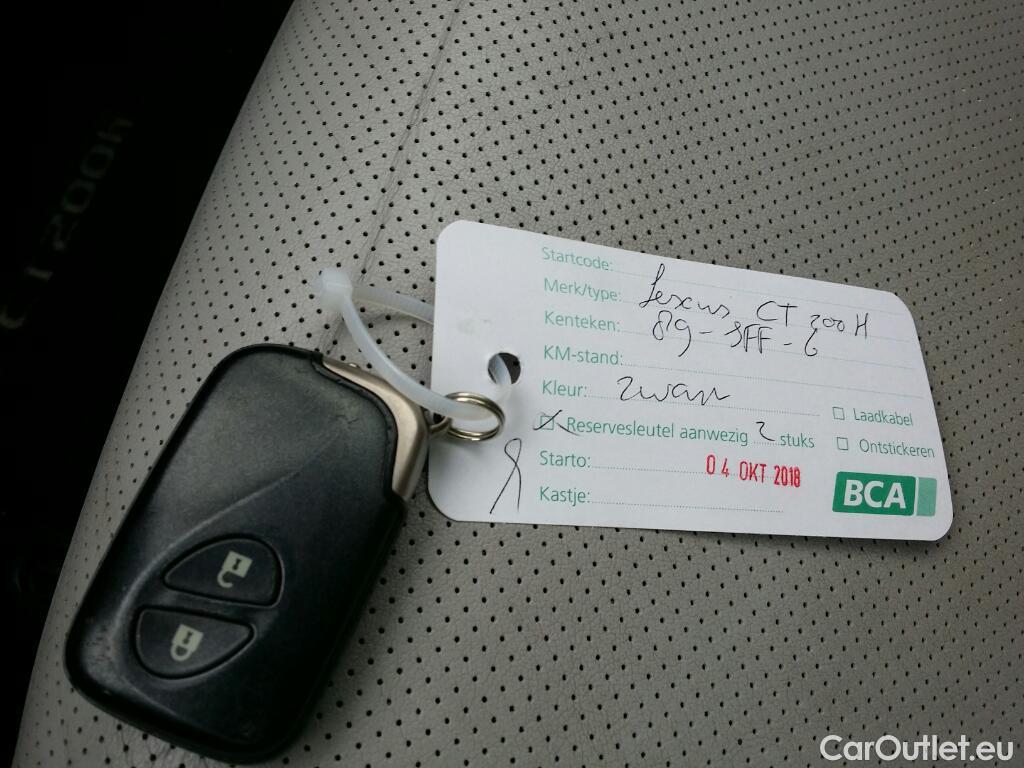 CT 200h
Startcode:
Merk/type: Lexus CT 200H
Kenteken: 89-SFF-6
KM-stand:
Kleur: zwart
☐ Laadkabel
☒ Reservesleutel aanwezig 2 stuks
☐ Ontstickeren
Starto: 04 OKT 2018
Kastje:
BCA
CarOutlet.eu